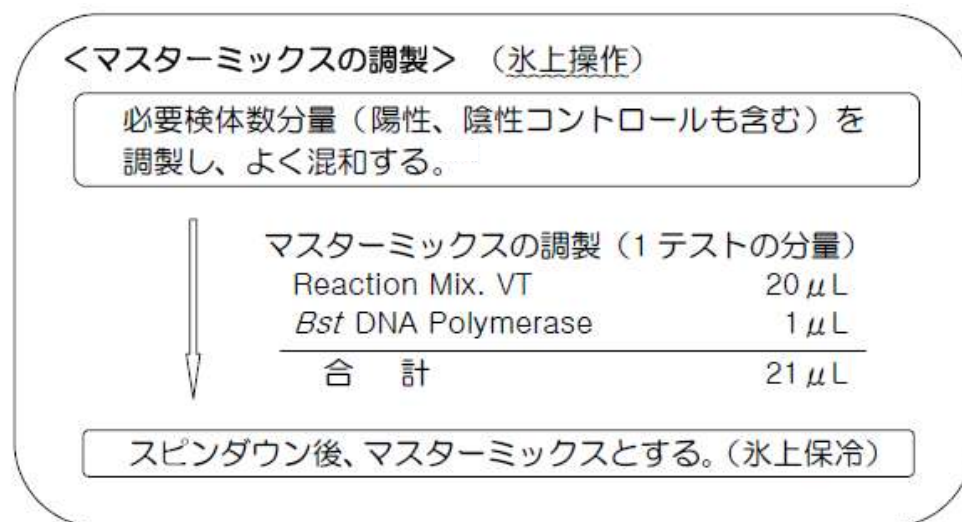 ＜マスターミックスの調製＞ （氷上操作）
必要検体数分量（陽性、陰性コントロールも含む）を
調製し、よく混和する。
マスターミックスの調製（1 テストの分量）
Reaction Mix. VT 20 μL
Bst DNA Polymerase 1 μL
合 計 21 μL
スピンダウン後、マスターミックスとする。（氷上保冷）